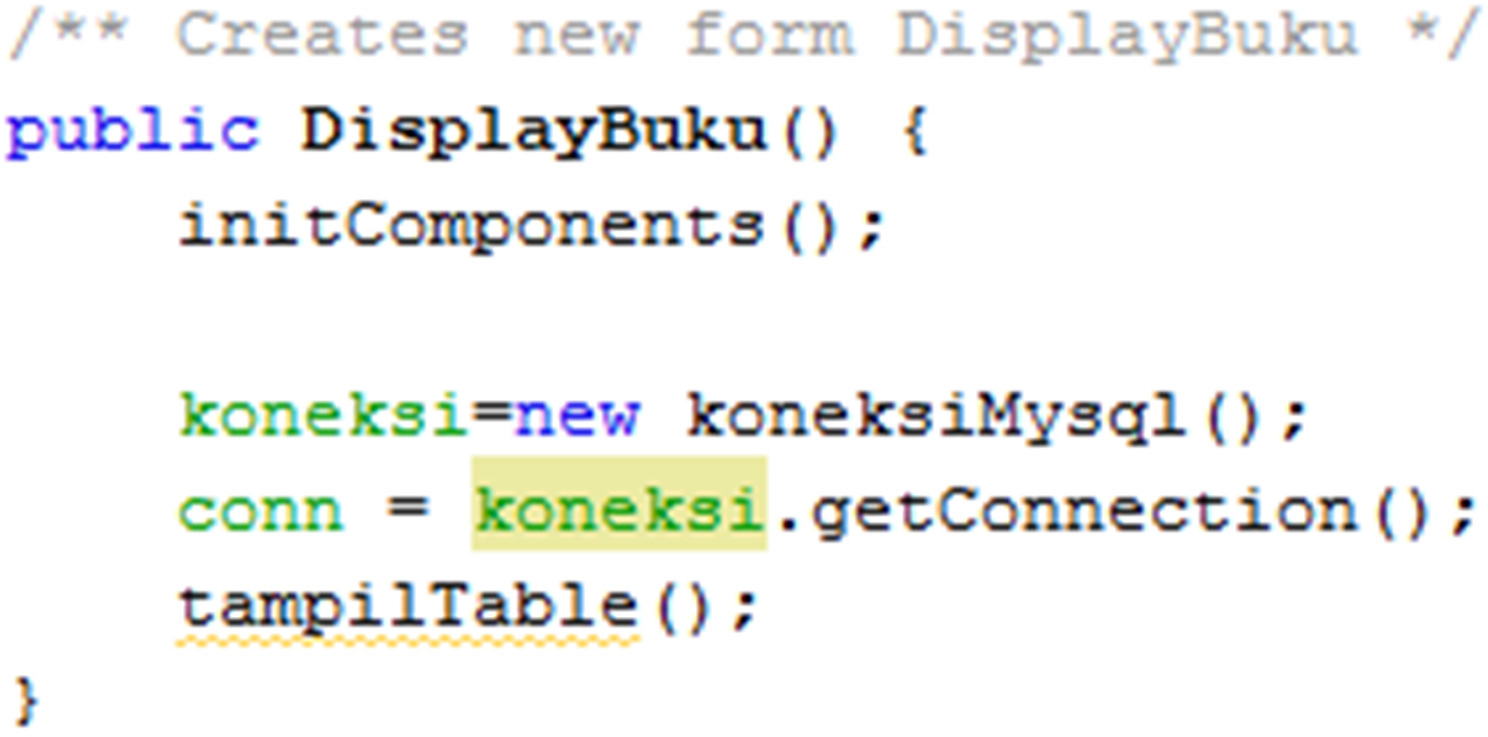 /** Creates new form DisplayBuku */
public DisplayBuku() {
    initComponents();

    koneksi=new koneksiMysql();
    conn = koneksi.getConnection();
    tampilTable();
}